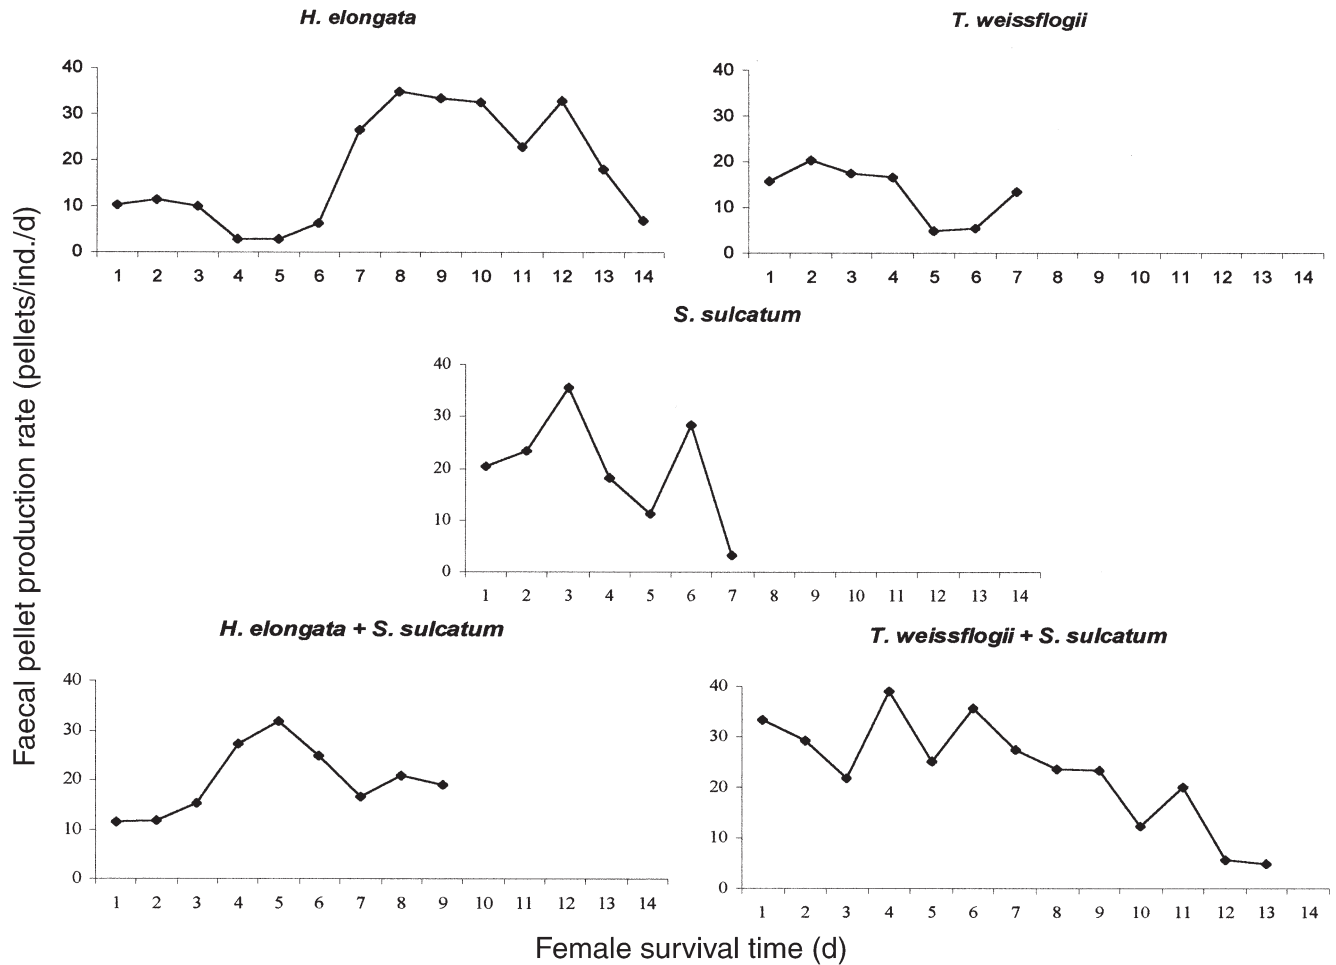 H. elongata
40
30
20
10
0
1 2 3 4 5 6 7 8 9 10 11 12 13 14
T. weissflogii
40
30
20
10
0
1 2 3 4 5 6 7 8 9 10 11 12 13 14
S. sulcatum
40
30
20
10
0
1 2 3 4 5 6 7 8 9 10 11 12 13 14
H. elongata + S. sulcatum
40
30
20
10
0
1 2 3 4 5 6 7 8 9 10 11 12 13 14
T. weissflogii + S. sulcatum
40
30
20
10
0
1 2 3 4 5 6 7 8 9 10 11 12 13 14
Faecal pellet production rate (pellets/ind./d)
Female survival time (d)